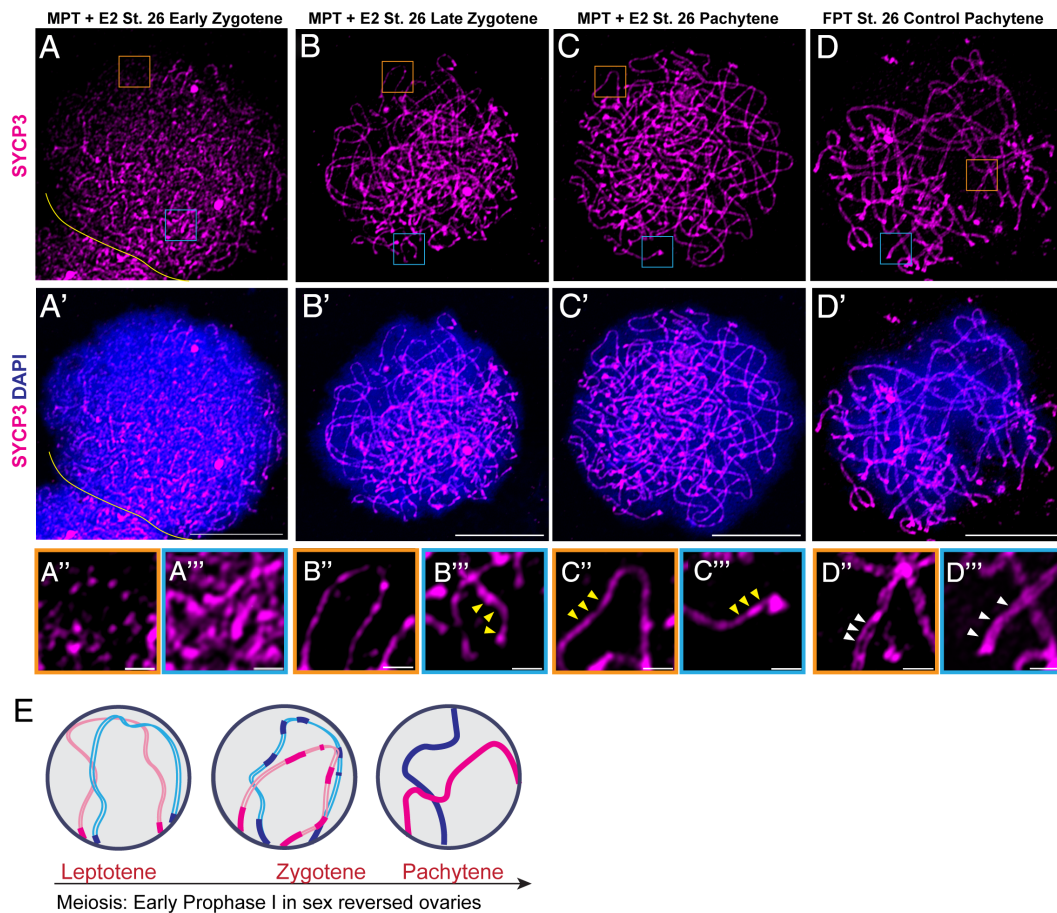 MPT + E2 St. 26 Early Zygotene
MPT + E2 St. 26 Late Zygotene
MPT + E2 St. 26 Pachytene
FPT St. 26 Control Pachytene
SYCP3
A
B
C
D
SYCP3 DAPI
A’
B’
C’
D’
A’’
A’’’
B’’
B’’’
C’’
C’’’
D’’
D’’’
E
Leptotene
Zygotene
Pachytene
Meiosis: Early Prophase I in sex reversed ovaries